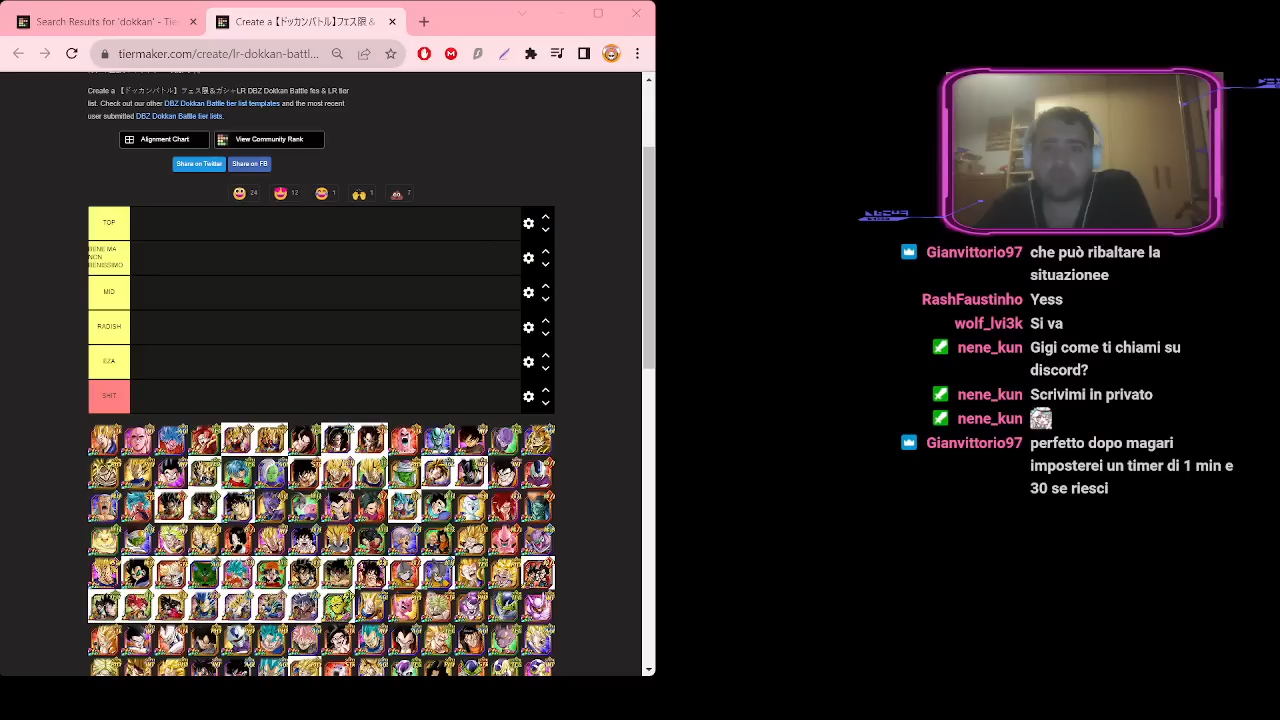 Search Results for 'dokkan' - Tie
Create a 【ドッカンバトル】フェス限 &
tiermaker.com/create/lr-dokkan-battl...
Create a 【ドッカンバトル】フェス限&ガシャLR DBZ Dokkan Battle fes & LR tier
list. Check out our other DBZ Dokkan Battle tier list templates and the most recent
user submitted DBZ Dokkan Battle tier lists.
Alignment Chart
View Community Rank
Share on Twitter
Share on FB
24
12
1
1
7
TOP
BENE MA
NON
BENISSIMO
MID
RADISH
EZA
SHIT
Gianvittorio97 che può ribaltare la
situazionee
RashFaustinho Yess
wolf_lvi3k Si va
nene_kun Gigi come ti chiami su
discord?
nene_kun Scrivimi in privato
nene_kun
Gianvittorio97 perfetto dopo magari
imposterei un timer di 1 min e
30 se riesci